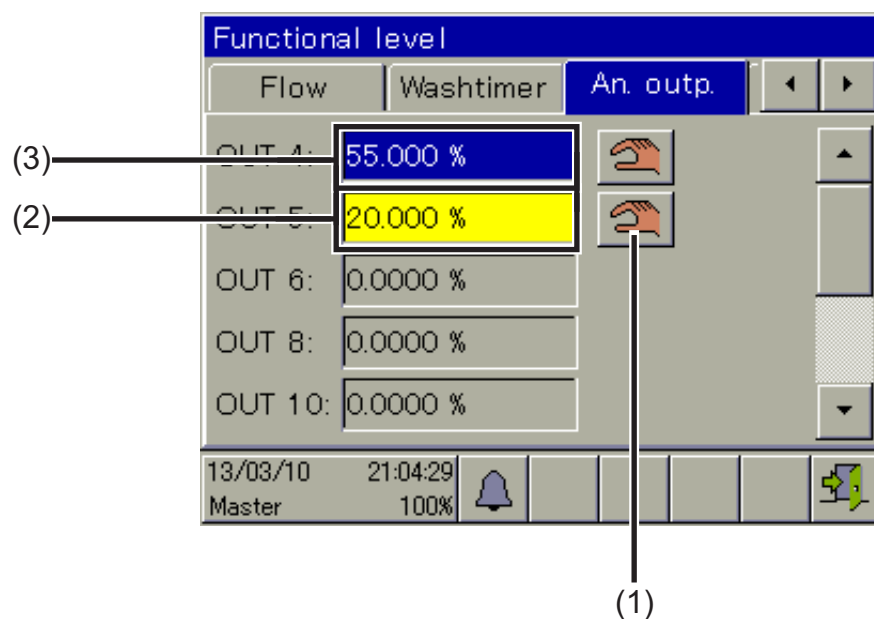 Functional level
Flow Washtimer An. outp.
(3) OUT 4: 55.000 %
(2) OUT 5: 20.000 %
OUT 6: 0.0000 %
OUT 8: 0.0000 %
OUT 10: 0.0000 %
13/03/10 21:04:29
Master 100%
(1)